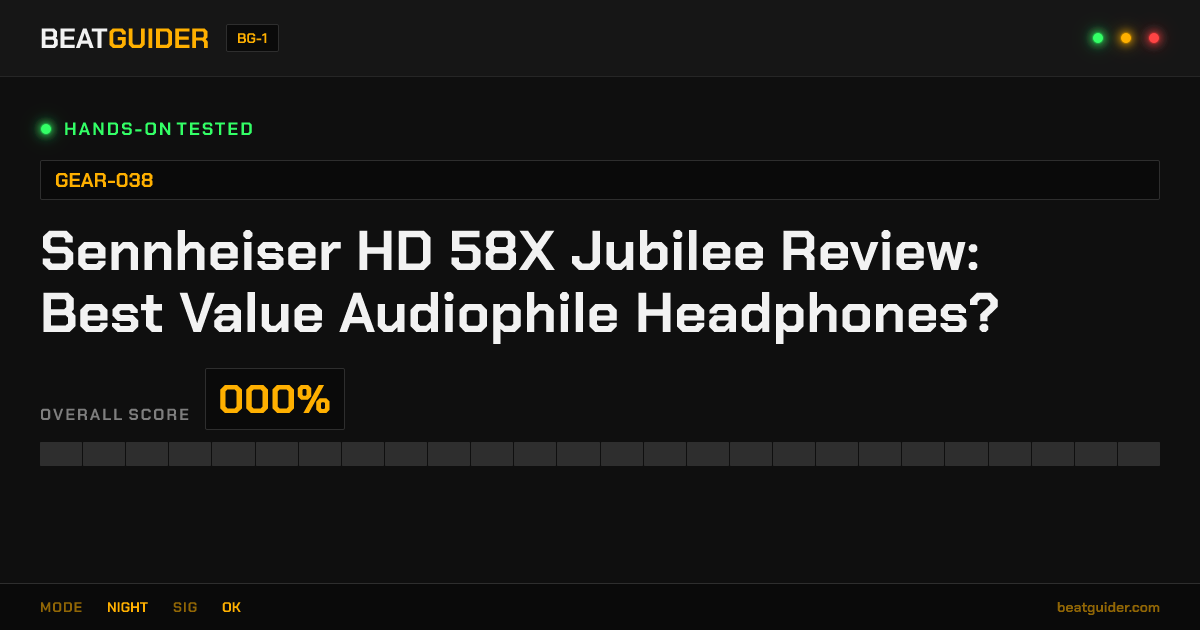 BEATGUIDER BG-1
HANDS-ON TESTED
GEAR-038
Sennheiser HD 58X Jubilee Review:
Best Value Audiophile Headphones?
OVERALL SCORE 000%
MODE NIGHT SIG OK beatguider.com